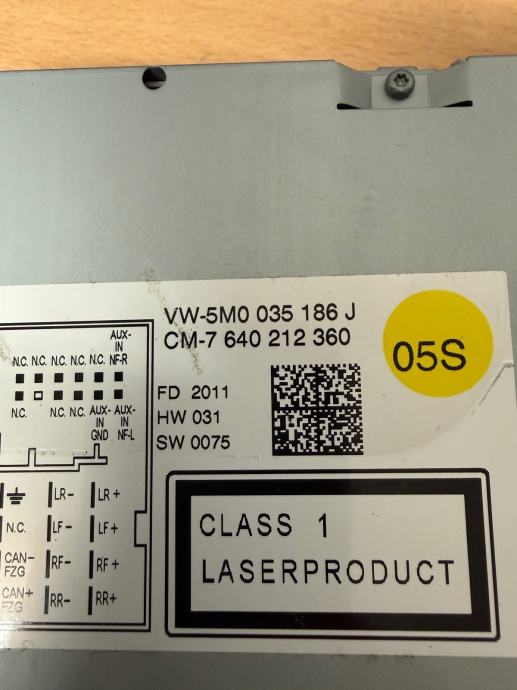 VW-5M0 035 186 J
CM-7 640 212 360
05S
FD 2011
HW 031
SW 0075
AUX-
IN
N.C. N.C. N.C. N.C. N.C. NF-R
N.C. N.C. N.C. AUX- AUX-
IN IN
GND NF-L
LR- LR+
N.C. LF- LF+
CAN- RF- RF+
FZG
CAN+ RR- RR+
FZG
CLASS 1
LASERPRODUCT